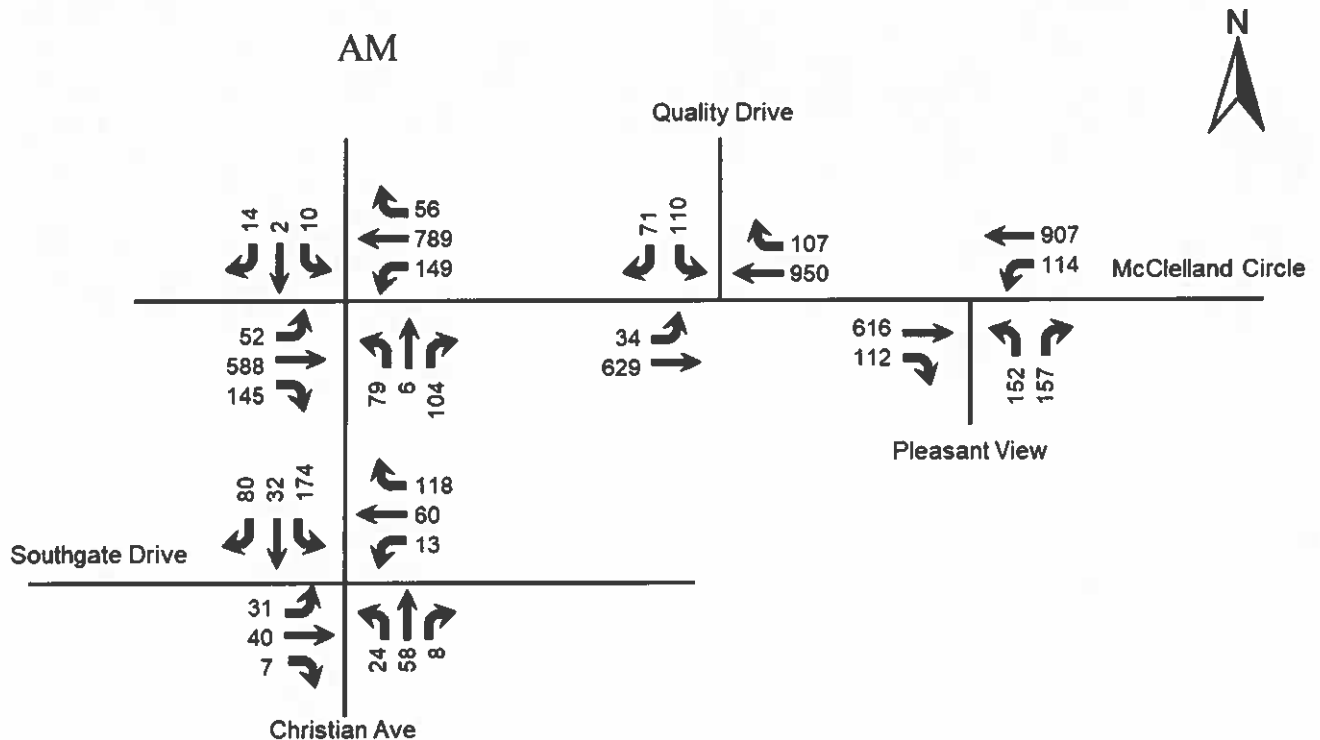 AM
N
Quality Drive
14 2 10
56
789
149
71 110
107
950
907
114
McClelland Circle
52
588
145
79 6 104
34
629
616
112
152 157
Pleasant View
80 32 174
118
60
13
Southgate Drive
31
40
7
24 58 8
Christian Ave